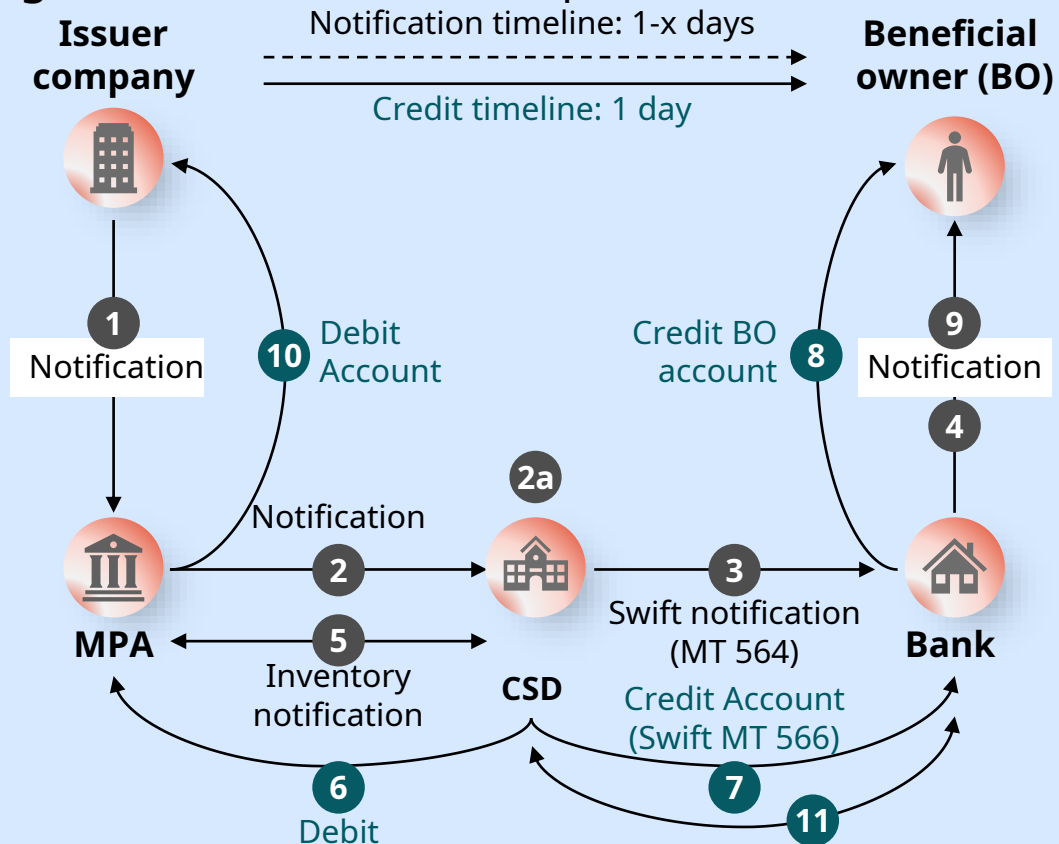 Notification timeline: 1-x days
Issuer
company
Beneficial
owner (BO)
Credit timeline: 1 day
1
Notification
10
Debit
Account
Credit BO
account
8
9
Notification
4
2a
Notification
2
3
Swift notification
(MT 564)
MPA
5
Inventory
notification
CSD
Bank
Credit Account
(Swift MT 566)
6
Debit
7
11